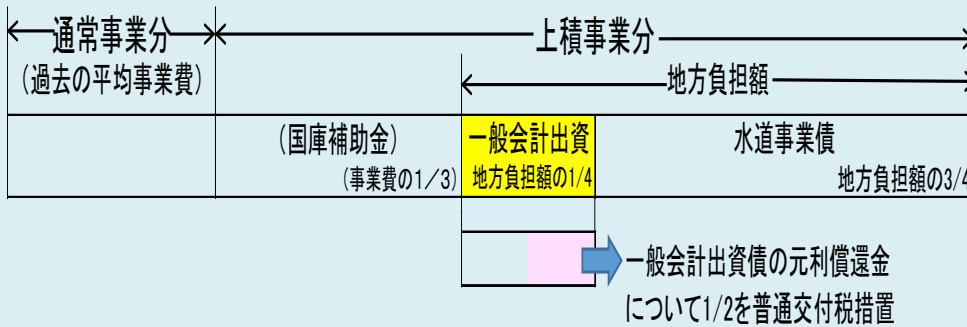 通常事業分
(過去の平均事業費)
上積事業分
地方負担額
(国庫補助金)
(事業費の1/3)
一般会計出資
地方負担額の1/4
水道事業債
地方負担額の3/4
一般会計出資債の元利償還金
について1/2を普通交付税措置